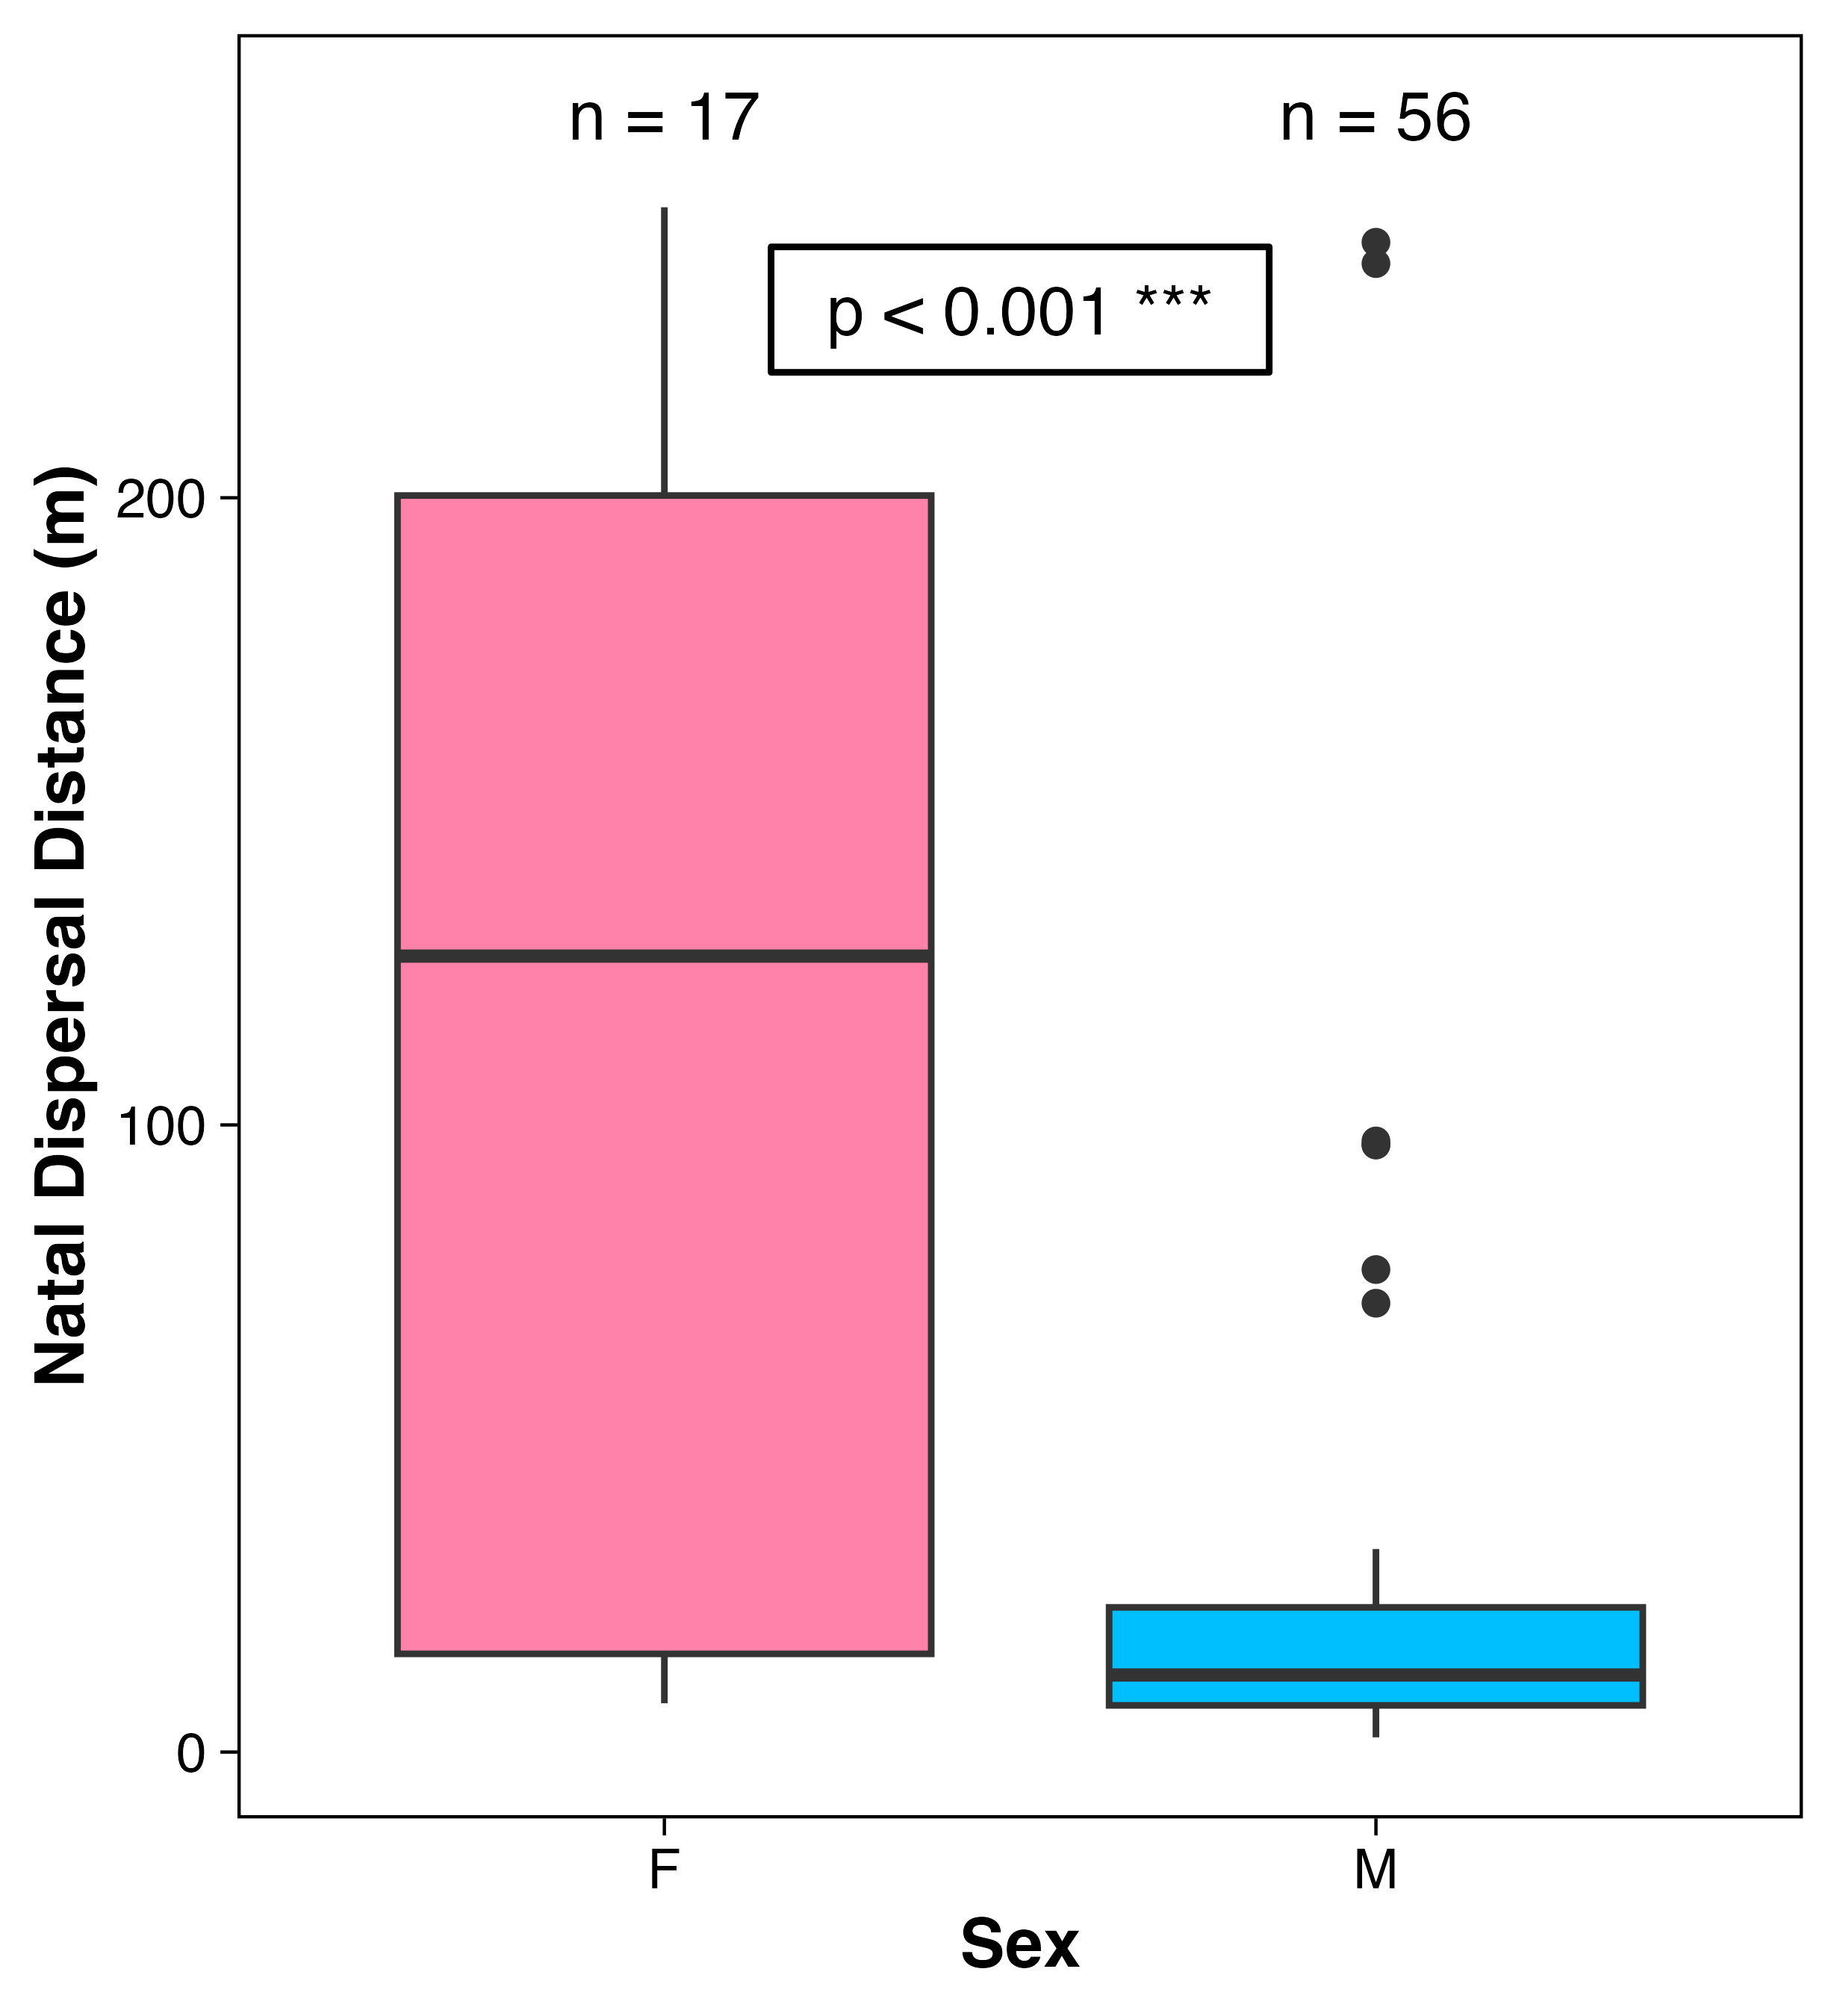 n = 17
n = 56
p < 0.001 ***
Natal Dispersal Distance (m)
200
100
0
F
M
Sex